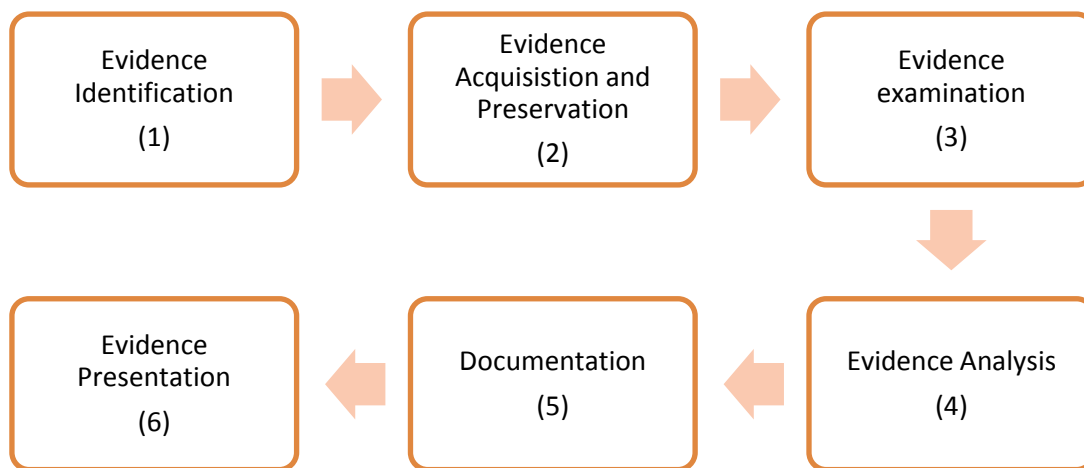 Evidence
Identification
(1)
Evidence
Acquisistion and
Preservation
(2)
Evidence
examination
(3)
Evidence Analysis
(4)
Documentation
(5)
Evidence
Presentation
(6)